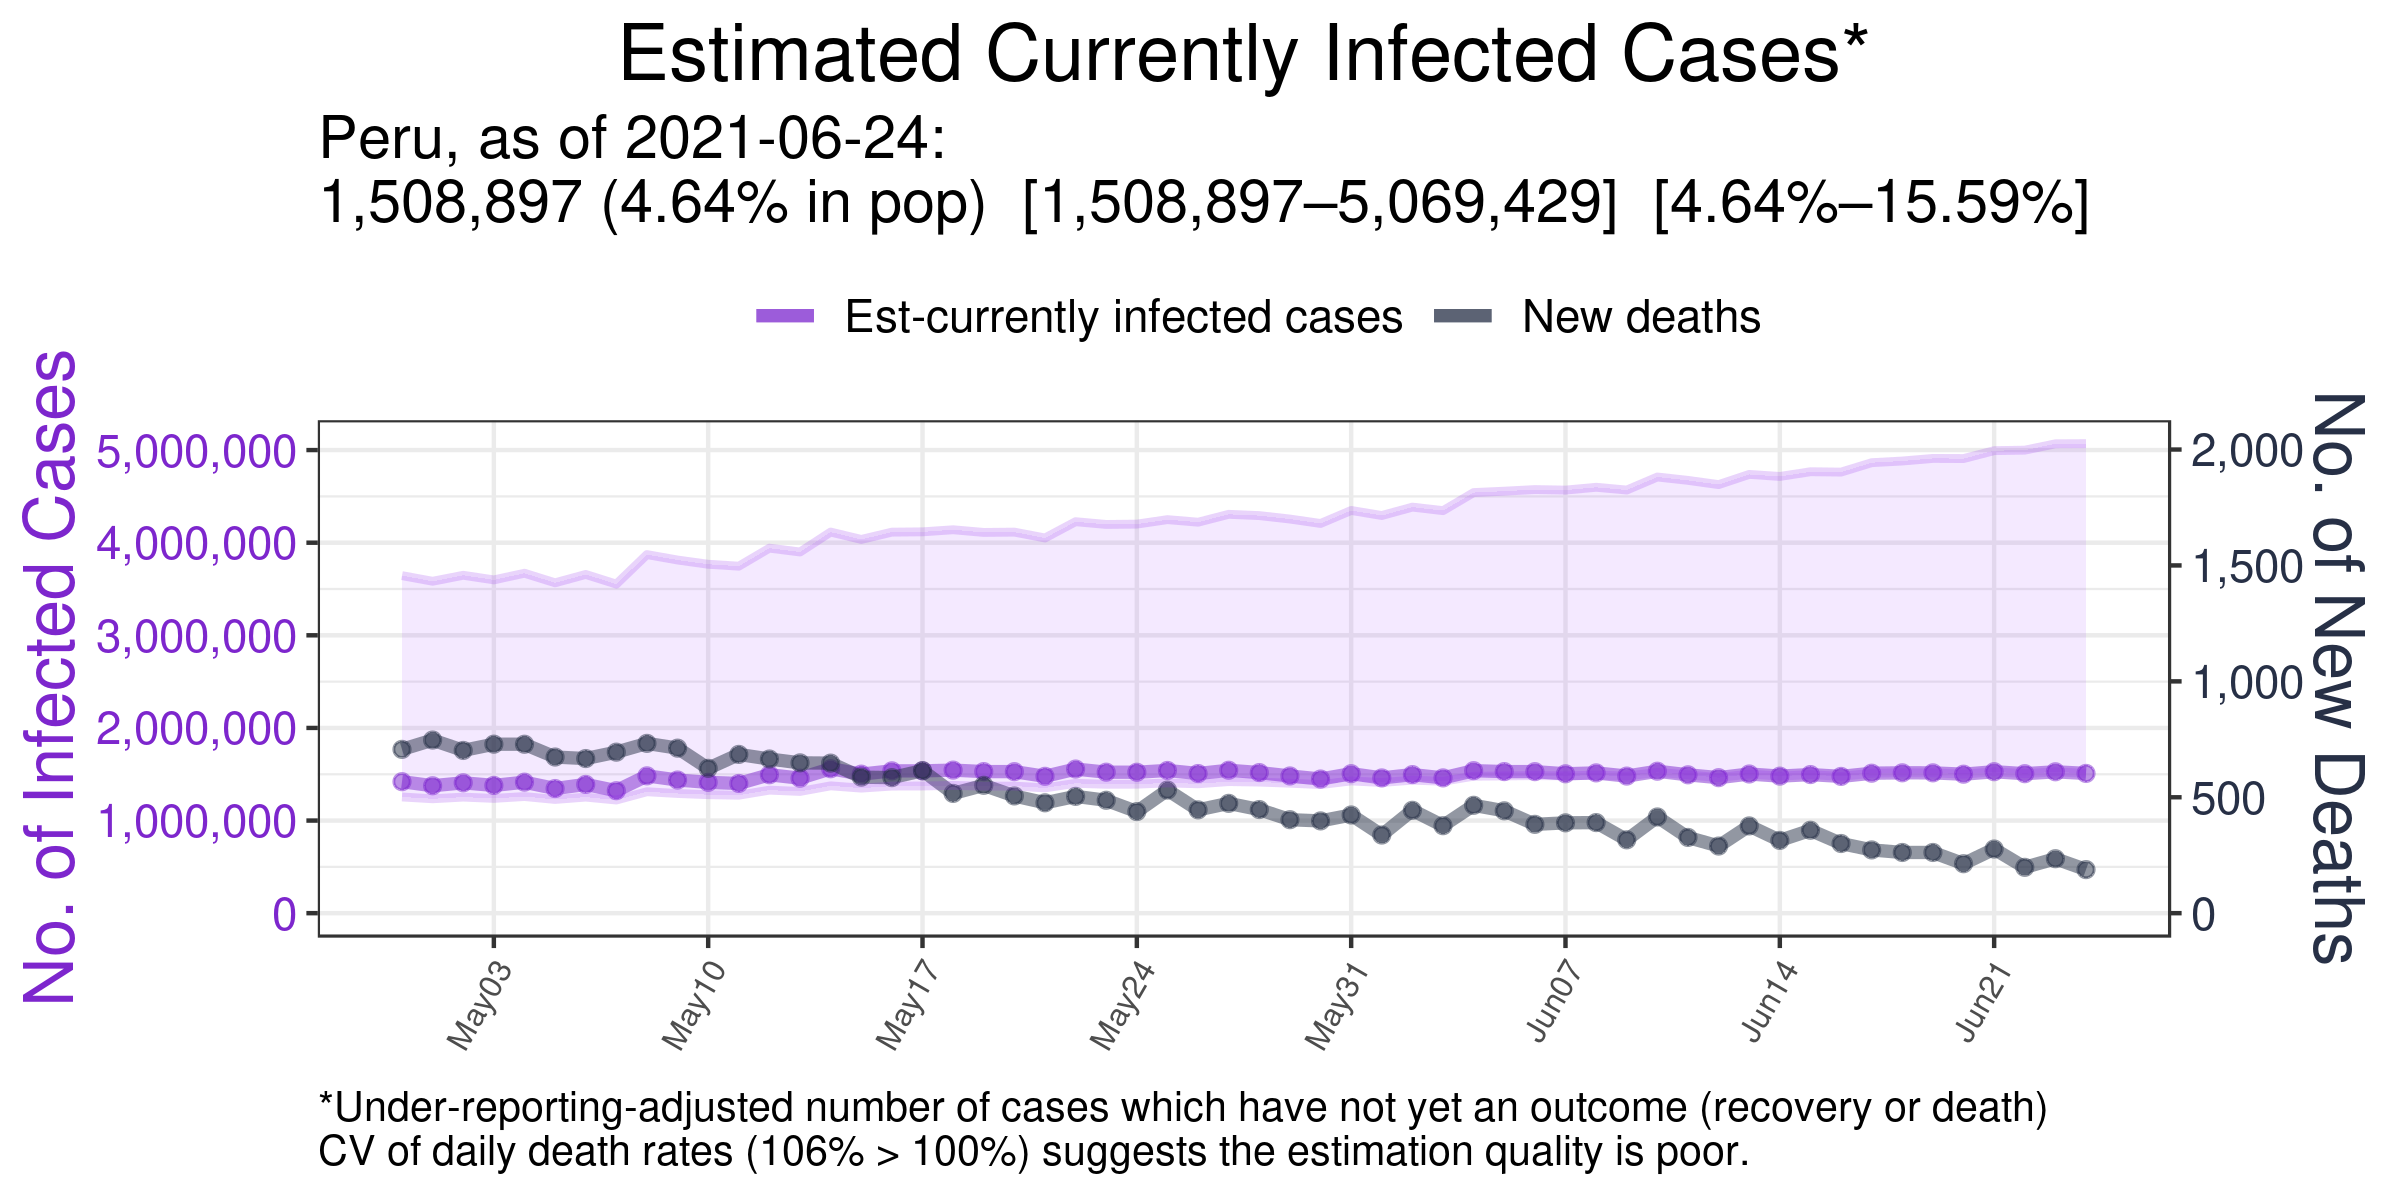 Estimated Currently Infected Cases*
Peru, as of 2021-06-24:
1,508,897 (4.64% in pop)  [1,508,897–5,069,429]  [4.64%–15.59%]
Est-currently infected cases
New deaths
No. of Infected Cases
5,000,000
4,000,000
3,000,000
2,000,000
1,000,000
0
2,000
1,500
1,000
500
0
No. of New Deaths
May03
May10
May17
May24
May31
Jun07
Jun14
Jun21
*Under-reporting-adjusted number of cases which have not yet an outcome (recovery or death)
CV of daily death rates (106% > 100%) suggests the estimation quality is poor.